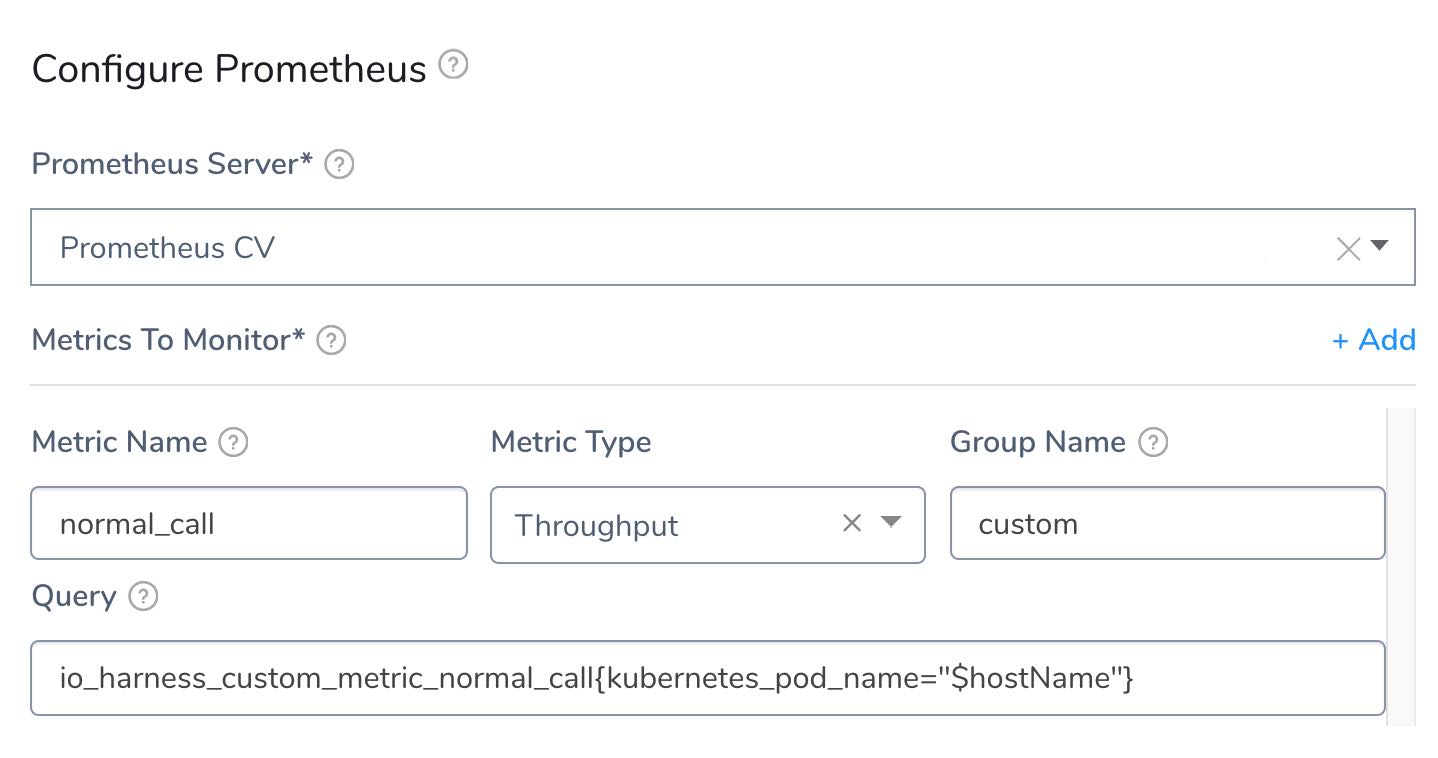 Configure Prometheus ?
Prometheus Server* ?
Prometheus CV
Metrics To Monitor* ? + Add
Metric Name ? Metric Type Group Name ?
normal_call Throughput custom
Query ?
io_harness_custom_metric_normal_call{kubernetes_pod_name="$hostName"}